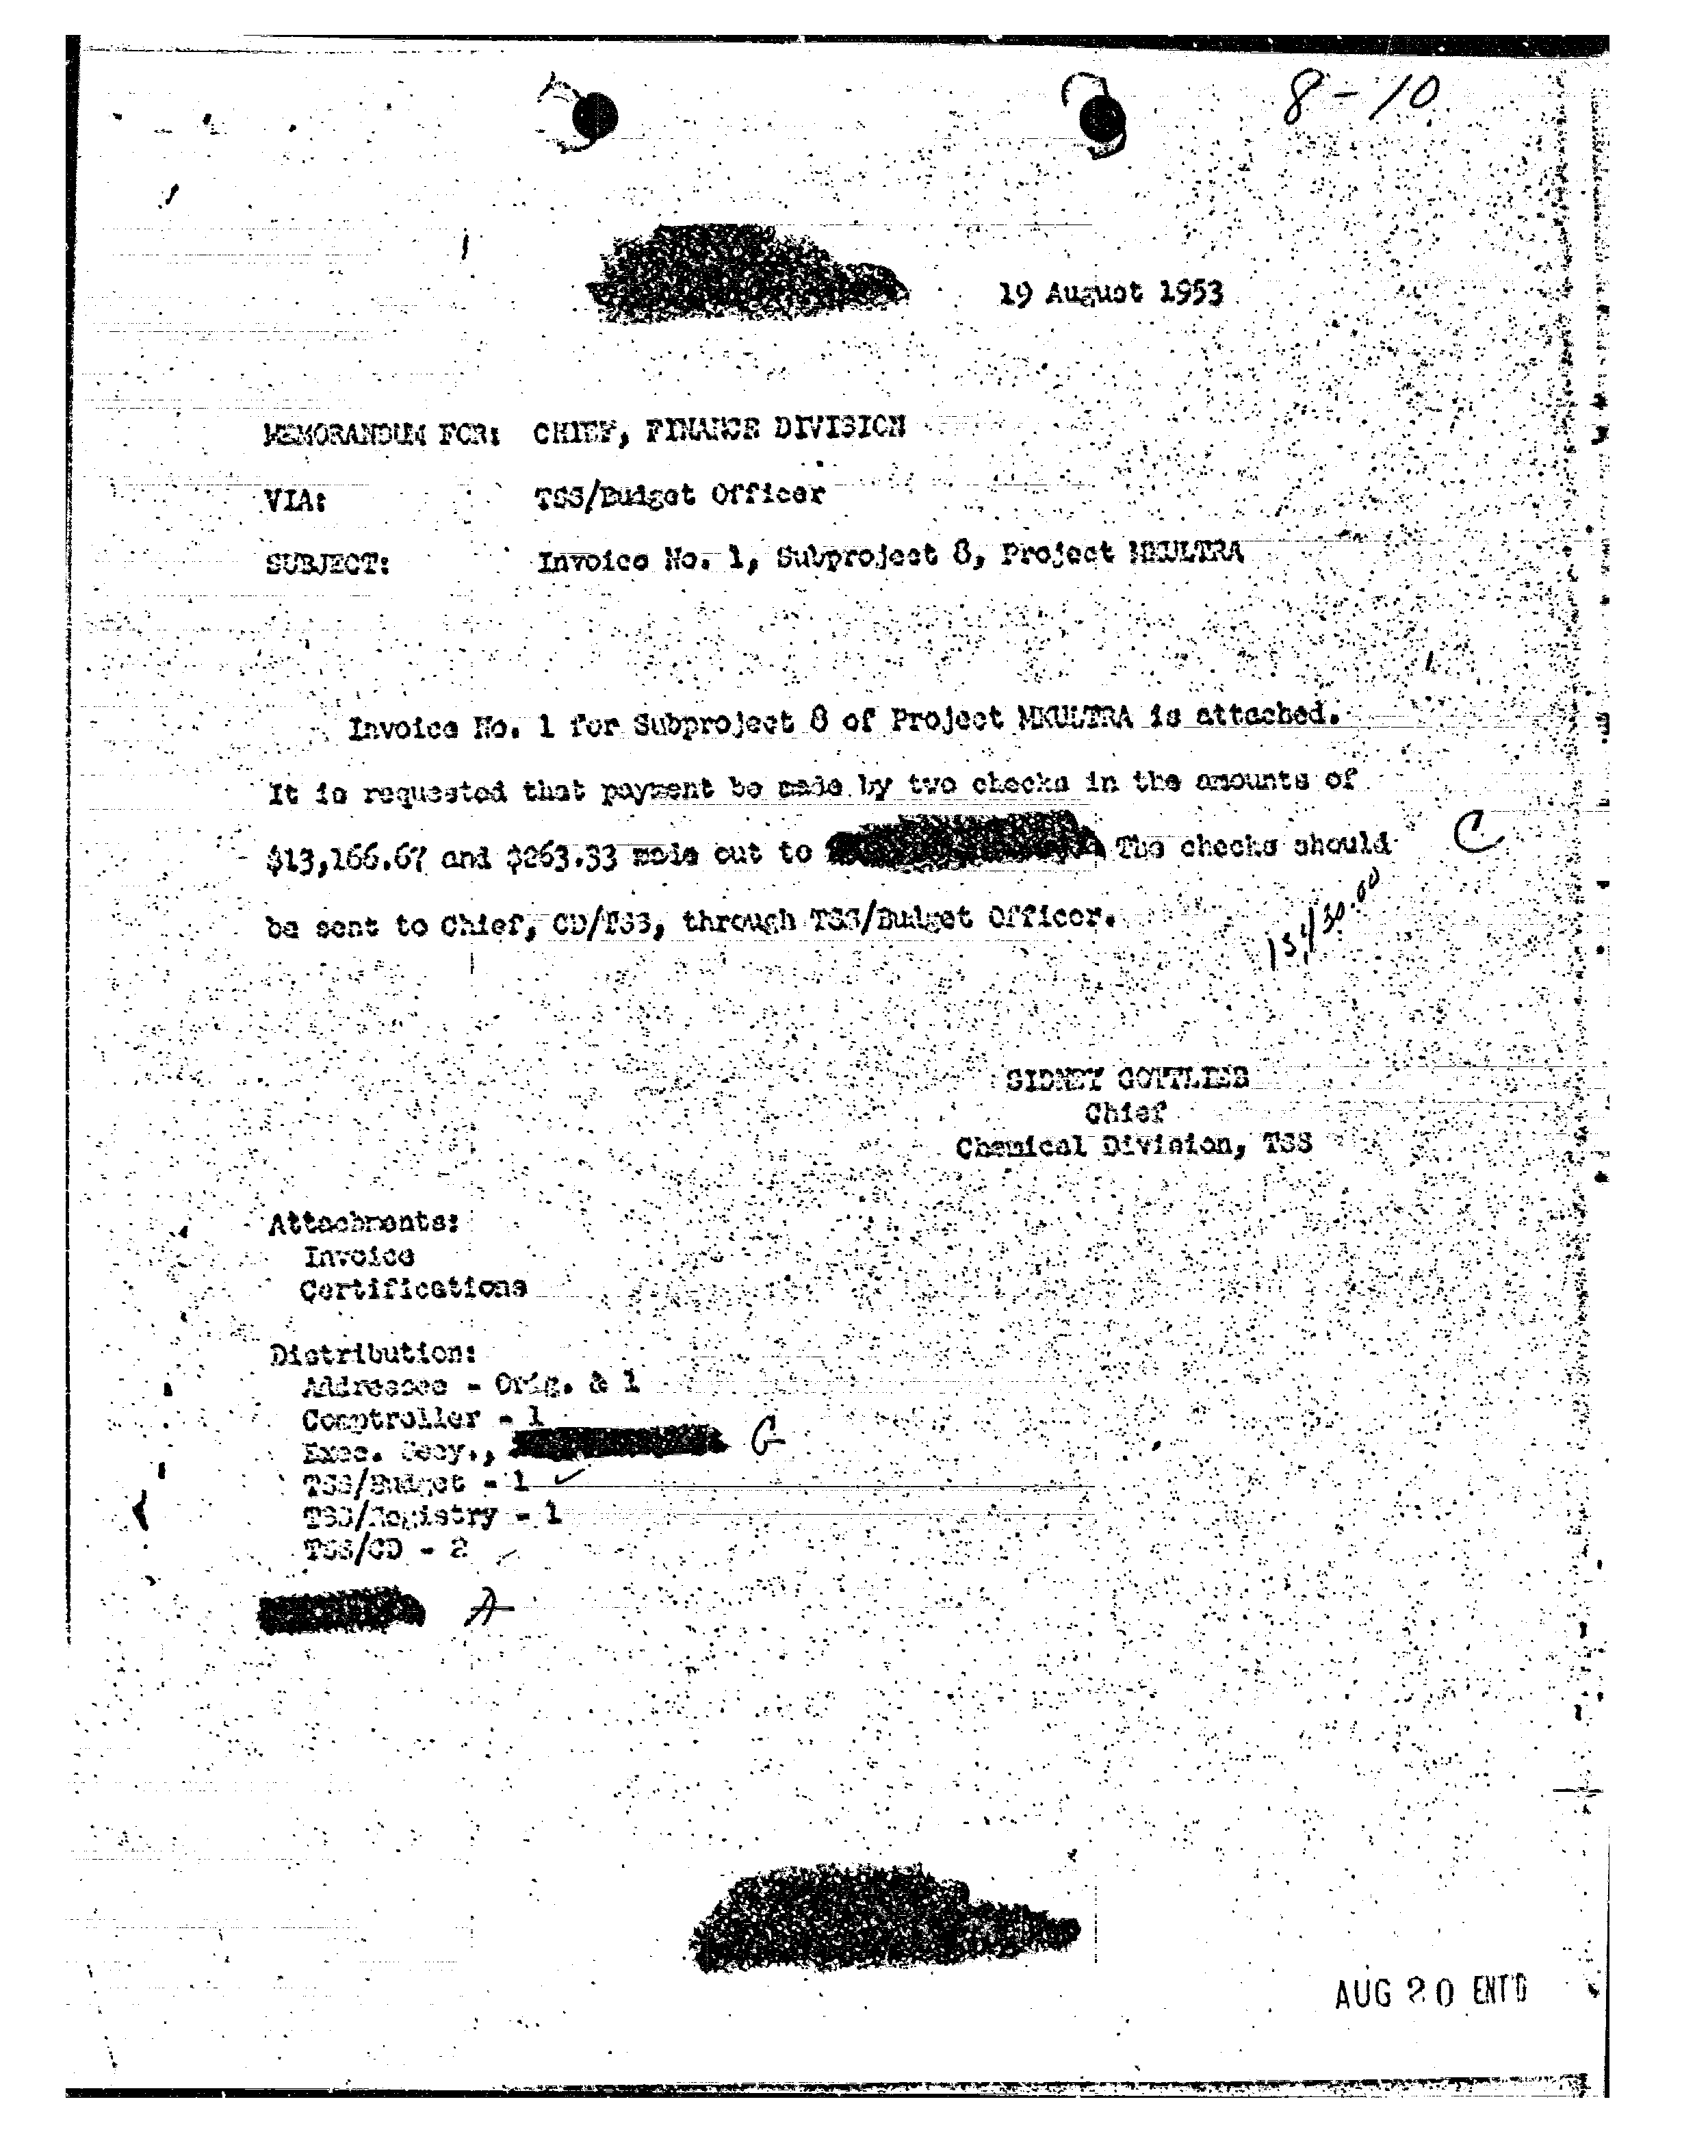 8-10
19 August 1953
MEMORANDUM FOR: CHIEF, FINANCE DIVISION
VIA: TSS/Budget Officer
SUBJECT: Invoice No. 1, Subproject 8, Project MKULTRA
Invoice No. 1 for Subproject 8 of Project MKULTRA is attached.
It is requested that payment be made by two checks in the amounts of
$13,166.67 and $263.33 made out to The checks should C
be sent to Chief, CD/TSS, through TSS/Budget Officer.
13,430.00
SIDNEY GOTTLIEB
Chief
Chemical Division, TSS
Attachments:
Invoice
Certifications
Distribution:
Addressee - Orig. & 1
Comptroller - 1
Exec. Secy.,
TSS/Budget - 1
TSS/Registry - 1
TSS/CD - 2
A
AUG 20 ENT'D